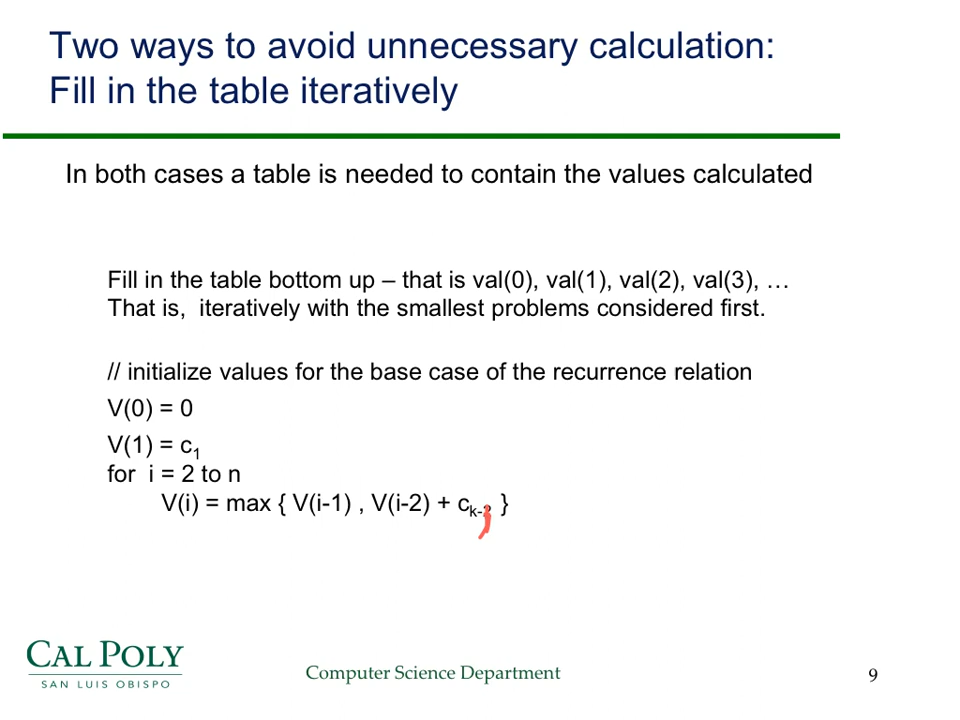 Two ways to avoid unnecessary calculation:
Fill in the table iteratively
In both cases a table is needed to contain the values calculated
Fill in the table bottom up – that is val(0), val(1), val(2), val(3), …
That is, iteratively with the smallest problems considered first.
// initialize values for the base case of the recurrence relation
V(0) = 0
V(1) = c₁
for i = 2 to n
V(i) = max { V(i-1) , V(i-2) + cₖ₋ }
CAL POLY
SAN LUIS OBISPO
Computer Science Department
9